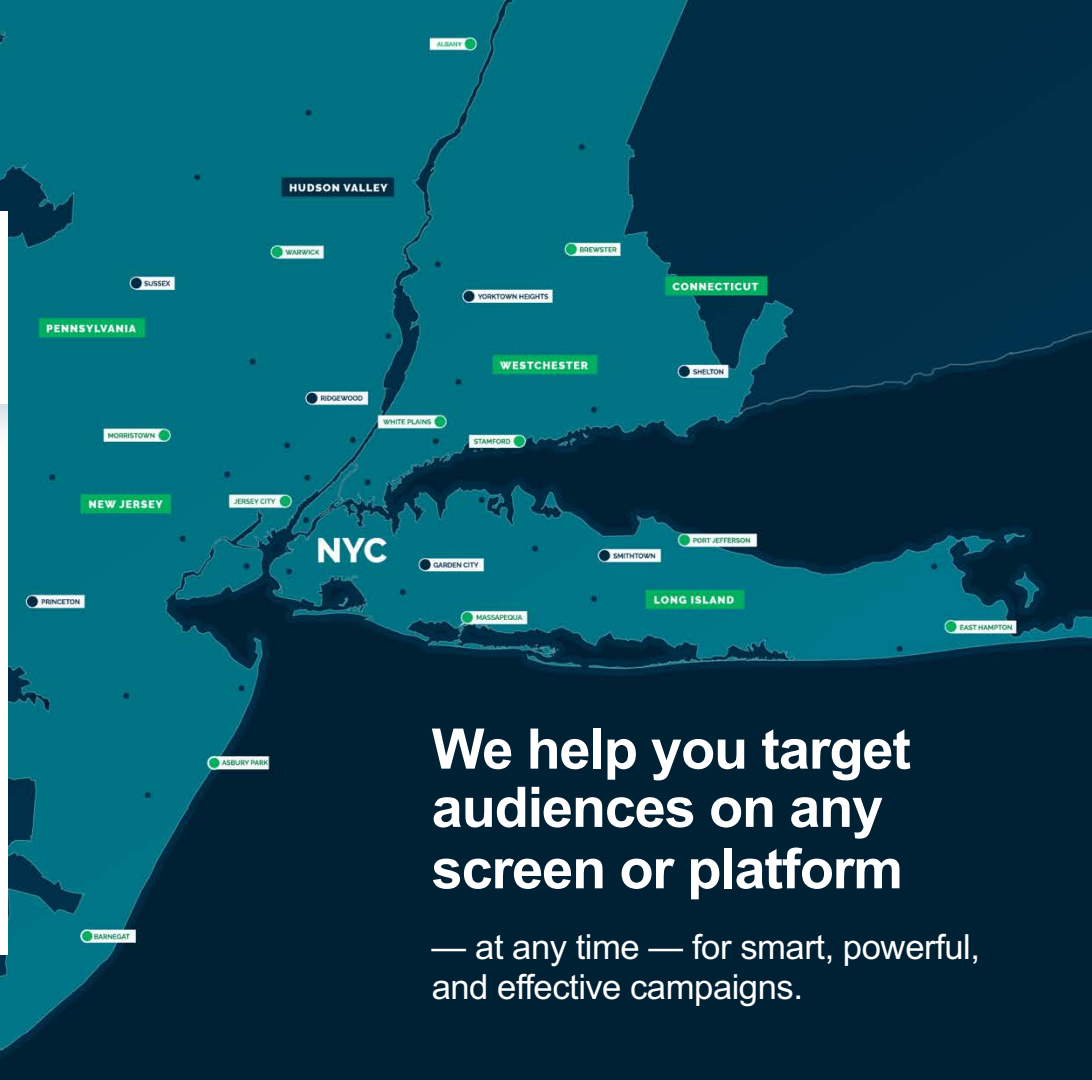 ALBANY
HUDSON VALLEY
WARWICK
BREWSTER
SUSSEX
YORKTOWN HEIGHTS
CONNECTICUT
PENNSYLVANIA
WESTCHESTER
SHELTON
RIDGEWOOD
WHITE PLAINS
MORRISTOWN
STAMFORD
NEW JERSEY
JERSEY CITY
NYC
PORT JEFFERSON
SMITHTOWN
GARDEN CITY
PRINCETON
LONG ISLAND
MASSAPEQUA
EAST HAMPTON
ASBURY PARK
We help you target
audiences on any
screen or platform
BARNEGAT
— at any time — for smart, powerful,
and effective campaigns.